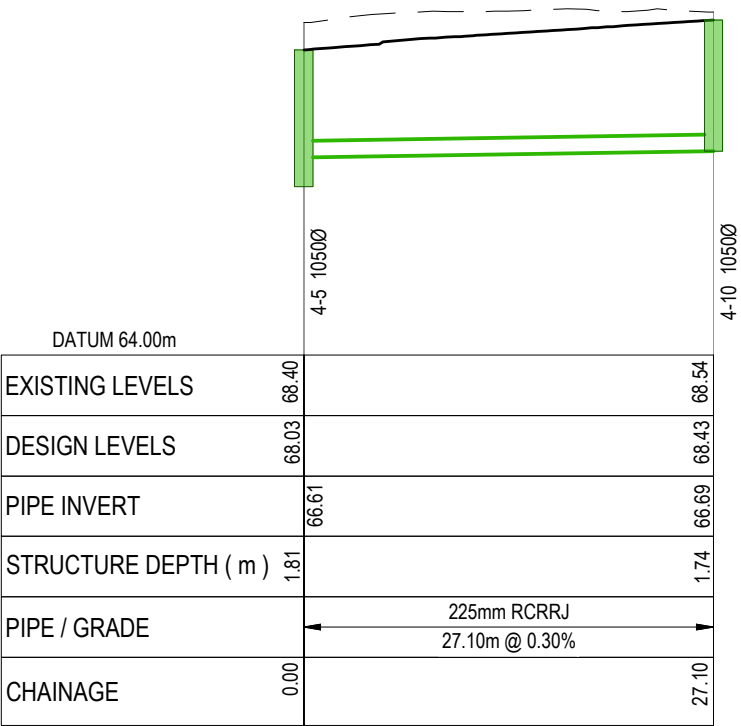 4-5 1050Ø
4-10 1050Ø
DATUM 64.00m
EXISTING LEVELS 68.40 68.54
DESIGN LEVELS 68.03 68.43
PIPE INVERT 66.61 66.69
STRUCTURE DEPTH ( m ) 1.81 1.74
PIPE / GRADE 225mm RCRRJ
27.10m @ 0.30%
CHAINAGE 0.00 27.10